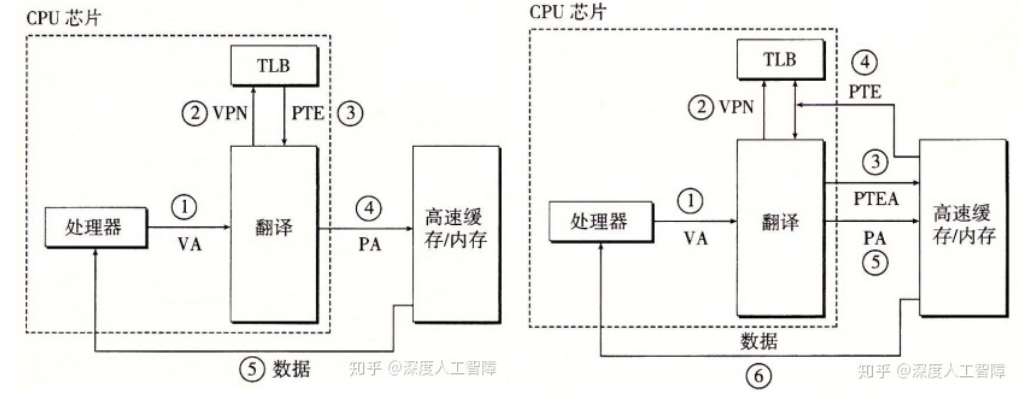 CPU 芯片
TLB
② VPN
PTE ③
处理器
①
VA
翻译
④
PA
高速缓
存/内存
⑤ 数据
知乎 @深度人工智障
CPU 芯片
TLB
④
② VPN
PTE
处理器
①
VA
翻译
③
PTEA
PA
⑤
高速缓
存/内存
数据
⑥
知乎 @深度人工智障